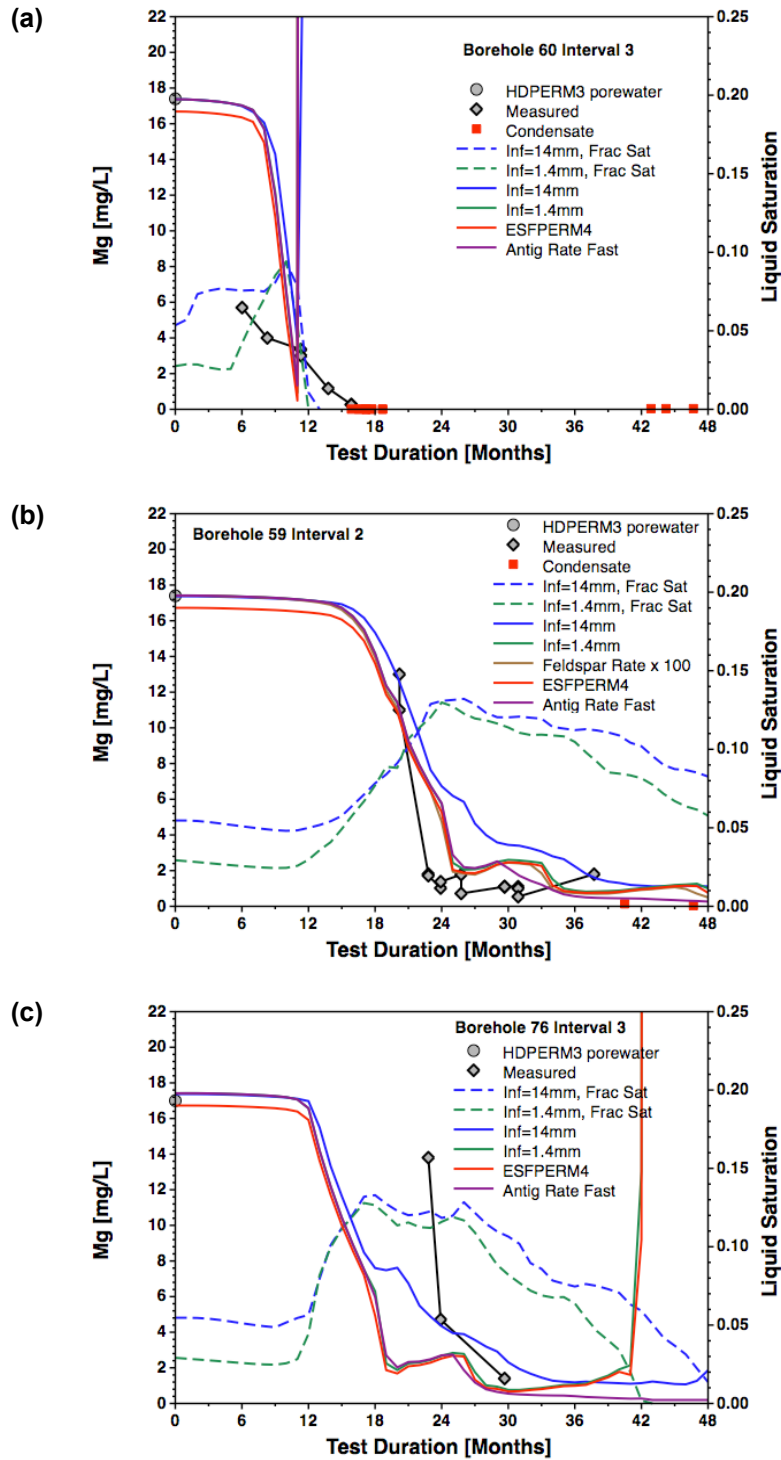 (a)
Borehole 60 Interval 3
HDPERM3 porewater
Measured
Condensate
Inf=14mm, Frac Sat
Inf=1.4mm, Frac Sat
Inf=14mm
Inf=1.4mm
ESFPERM4
Antig Rate Fast
Mg [mg/L]
22
20
18
16
14
12
10
8
6
4
2
0
Liquid Saturation
0.25
0.20
0.15
0.10
0.05
0.00
0 6 12 18 24 30 36 42 48
Test Duration [Months]
(b)
Borehole 59 Interval 2
HDPERM3 porewater
Measured
Condensate
Inf=14mm, Frac Sat
Inf=1.4mm, Frac Sat
Inf=14mm
Inf=1.4mm
Feldspar Rate x 100
ESFPERM4
Antig Rate Fast
Mg [mg/L]
22
20
18
16
14
12
10
8
6
4
2
0
Liquid Saturation
0.25
0.20
0.15
0.10
0.05
0.00
0 6 12 18 24 30 36 42 48
Test Duration [Months]
(c)
Borehole 76 Interval 3
HDPERM3 porewater
Measured
Inf=14mm, Frac Sat
Inf=1.4mm, Frac Sat
Inf=14mm
Inf=1.4mm
ESFPERM4
Antig Rate Fast
Mg [mg/L]
22
20
18
16
14
12
10
8
6
4
2
0
Liquid Saturation
0.25
0.20
0.15
0.10
0.05
0.00
0 6 12 18 24 30 36 42 48
Test Duration [Months]